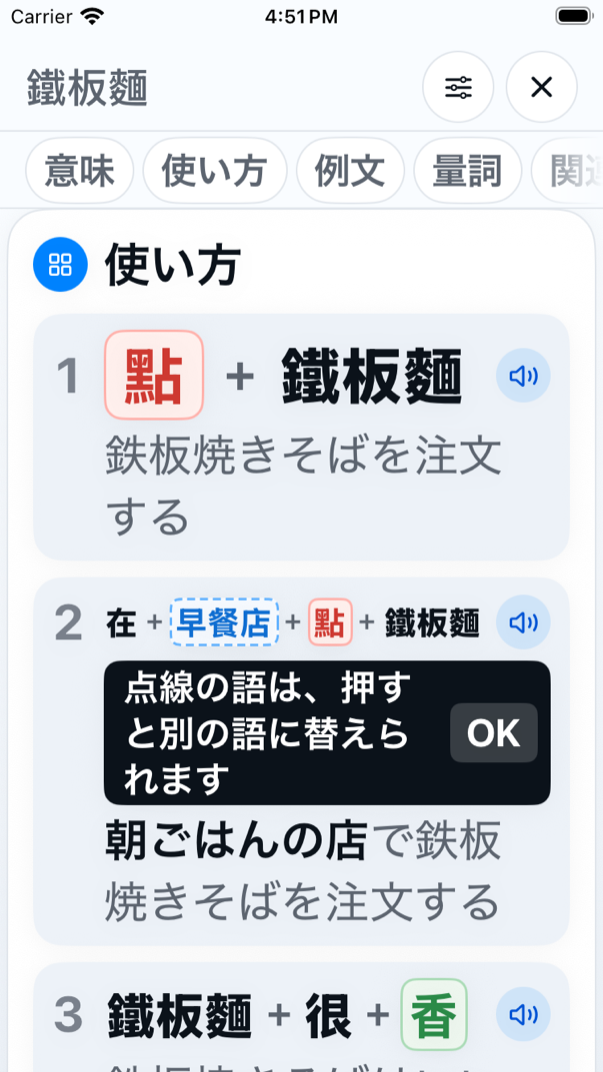 Carrier 4:51 PM
鐵板麵
意味 使い方 例文 量詞
使い方
1 點 + 鐵板麵
鉄板焼きそばを注文
する
2 在 + 早餐店 + 點 + 鐵板麵
点線の語は、押す
と別の語に替えら
れます
OK
朝ごはんの店で鉄板
焼きそばを注文する
3 鐵板麵 + 很 + 香